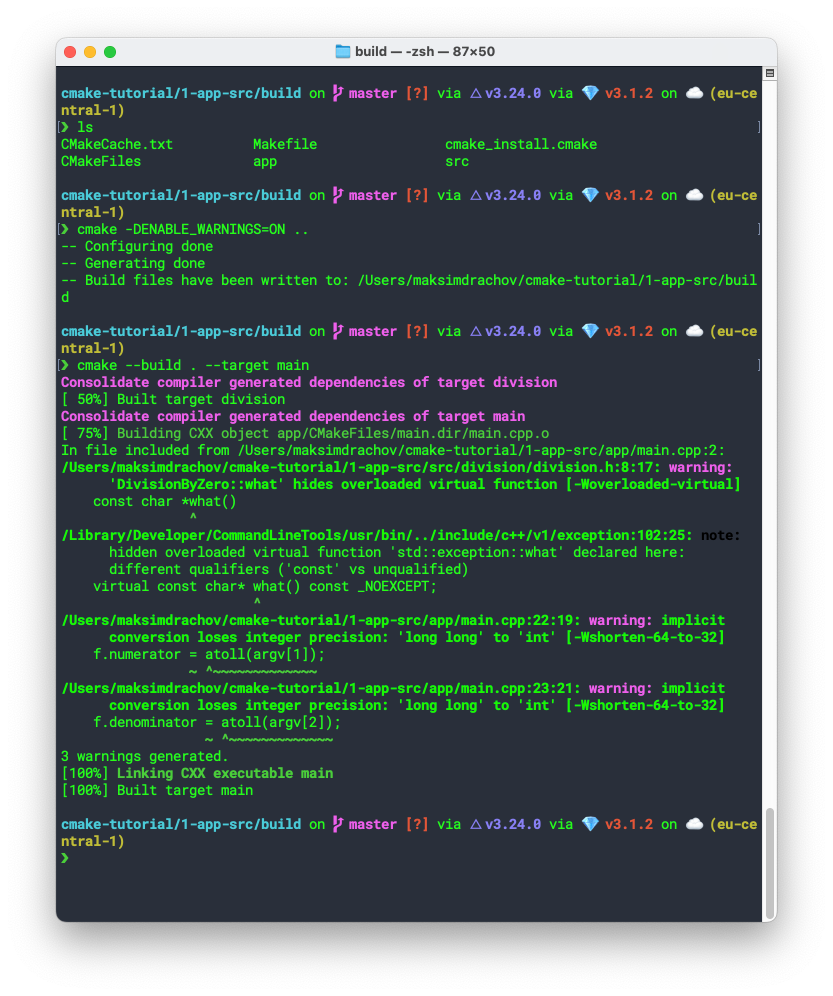 build — -zsh — 87×50
cmake-tutorial/1-app-src/build on master [?] via △ v3.24.0 via 💎 v3.1.2 on ☁️ (eu-ce
ntral-1)
[❯ ls ]
CMakeCache.txt Makefile cmake_install.cmake
CMakeFiles app src
cmake-tutorial/1-app-src/build on master [?] via △ v3.24.0 via 💎 v3.1.2 on ☁️ (eu-ce
ntral-1)
[❯ cmake -DENABLE_WARNINGS=ON .. ]
-- Configuring done
-- Generating done
-- Build files have been written to: /Users/maksimdrachov/cmake-tutorial/1-app-src/buil
d
cmake-tutorial/1-app-src/build on master [?] via △ v3.24.0 via 💎 v3.1.2 on ☁️ (eu-ce
ntral-1)
[❯ cmake --build . --target main ]
Consolidate compiler generated dependencies of target division
[ 50%] Built target division
Consolidate compiler generated dependencies of target main
[ 75%] Building CXX object app/CMakeFiles/main.dir/main.cpp.o
In file included from /Users/maksimdrachov/cmake-tutorial/1-app-src/app/main.cpp:2:
/Users/maksimdrachov/cmake-tutorial/1-app-src/src/division/division.h:8:17: warning:
'DivisionByZero::what' hides overloaded virtual function [-Woverloaded-virtual]
const char *what()
^
/Library/Developer/CommandLineTools/usr/bin/../include/c++/v1/exception:102:25: note:
hidden overloaded virtual function 'std::exception::what' declared here:
different qualifiers ('const' vs unqualified)
virtual const char* what() const _NOEXCEPT;
^
/Users/maksimdrachov/cmake-tutorial/1-app-src/app/main.cpp:22:19: warning: implicit
conversion loses integer precision: 'long long' to 'int' [-Wshorten-64-to-32]
f.numerator = atoll(argv[1]);
~ ^~~~~~~~~~~~~~
/Users/maksimdrachov/cmake-tutorial/1-app-src/app/main.cpp:23:21: warning: implicit
conversion loses integer precision: 'long long' to 'int' [-Wshorten-64-to-32]
f.denominator = atoll(argv[2]);
~ ^~~~~~~~~~~~~~
3 warnings generated.
[100%] Linking CXX executable main
[100%] Built target main
cmake-tutorial/1-app-src/build on master [?] via △ v3.24.0 via 💎 v3.1.2 on ☁️ (eu-ce
ntral-1)
❯